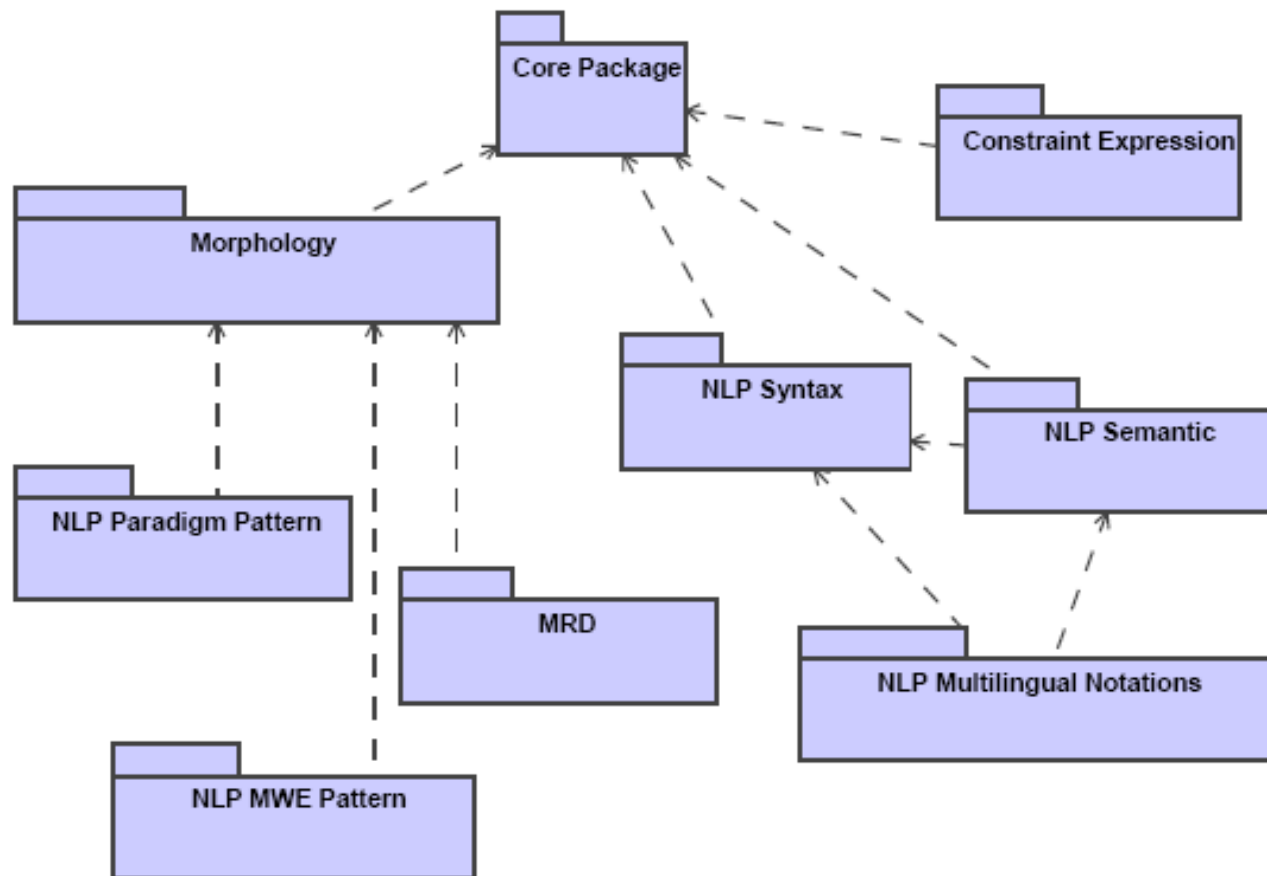 Core Package
Constraint Expression
Morphology
NLP Syntax
NLP Semantic
NLP Paradigm Pattern
MRD
NLP Multilingual Notations
NLP MWE Pattern